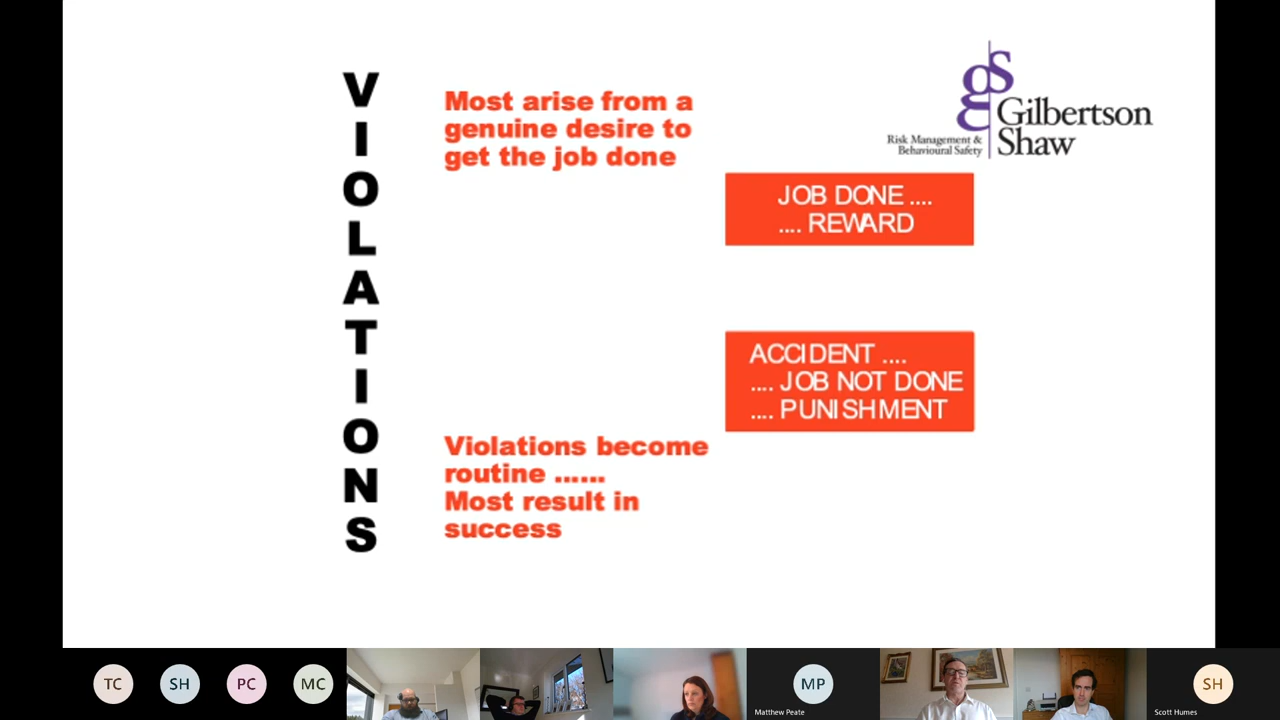 VIOLATIONS
Most arise from a
genuine desire to
get the job done
gs
Gilbertson
Shaw
Risk Management &
Behavioural Safety
JOB DONE ....
.... REWARD
ACCIDENT ....
.... JOB NOT DONE
.... PUNISHMENT
Violations become
routine ......
Most result in
success
TC
SH
PC
MC
MP
Matthew Peate
SH
Scott Humes